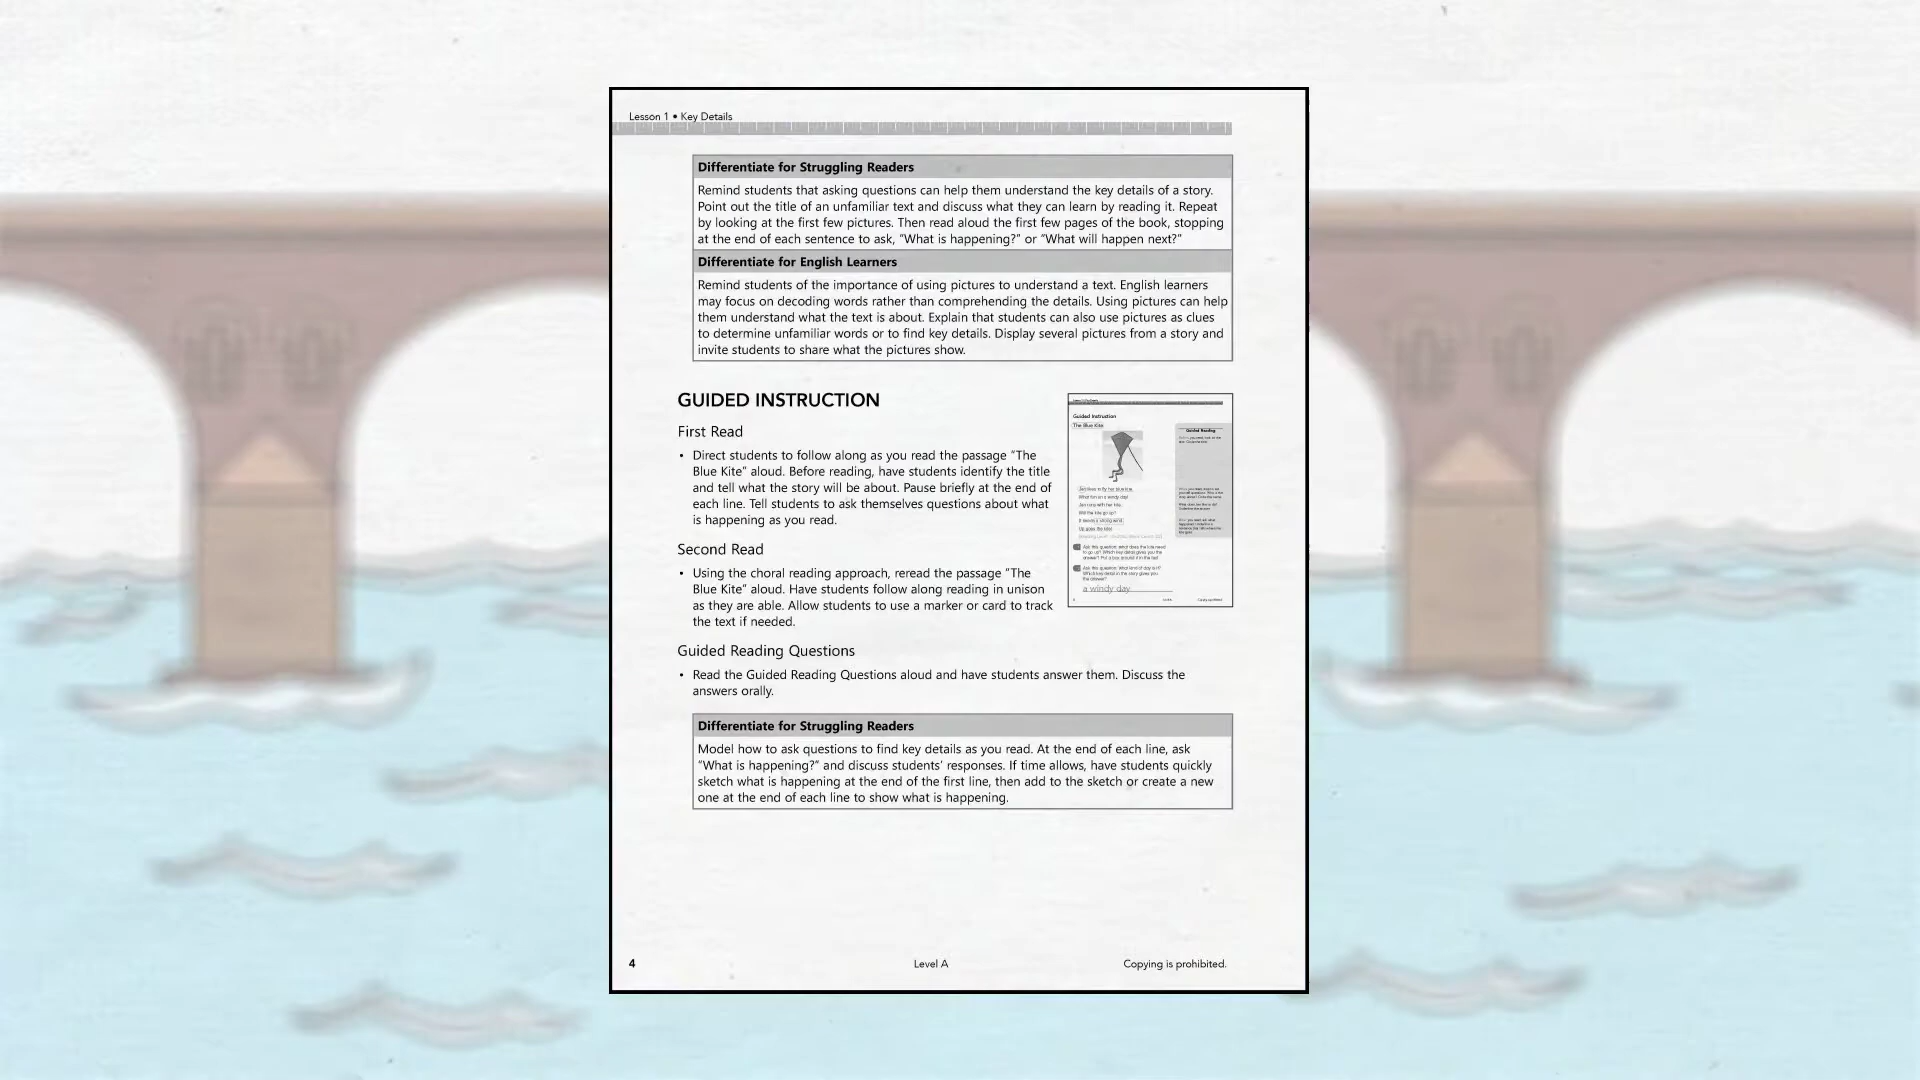 Lesson 1 • Key Details
Differentiate for Struggling Readers
Remind students that asking questions can help them understand the key details of a story.
Point out the title of an unfamiliar text and discuss what they can learn by reading it. Repeat
by looking at the first few pictures. Then read aloud the first few pages of the book, stopping
at the end of each sentence to ask, “What is happening?” or “What will happen next?”
Differentiate for English Learners
Remind students of the importance of using pictures to understand a text. English learners
may focus on decoding words rather than comprehending the details. Using pictures can help
them understand what the text is about. Explain that students can also use pictures as clues
to determine unfamiliar words or to find key details. Display several pictures from a story and
invite students to share what the pictures show.
GUIDED INSTRUCTION
First Read
• Direct students to follow along as you read the passage “The
Blue Kite” aloud. Before reading, have students identify the title
and tell what the story will be about. Pause briefly at the end of
each line. Tell students to ask themselves questions about what
is happening as you read.
Second Read
• Using the choral reading approach, reread the passage “The
Blue Kite” aloud. Have students follow along reading in unison
as they are able. Allow students to use a marker or card to track
the text if needed.
Guided Instruction
The Blue Kite
Guided Reading
What fun on a windy day!
Will the kite go up?
Up goes the kite!
a windy day
Guided Reading Questions
• Read the Guided Reading Questions aloud and have students answer them. Discuss the
answers orally.
Differentiate for Struggling Readers
Model how to ask questions to find key details as you read. At the end of each line, ask
“What is happening?” and discuss students’ responses. If time allows, have students quickly
sketch what is happening at the end of the first line, then add to the sketch or create a new
one at the end of each line to show what is happening.
4
Level A
Copying is prohibited.